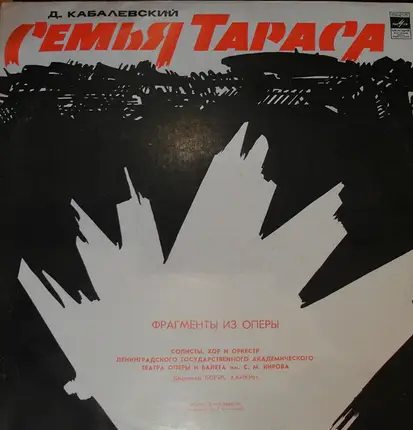 Д. КАБАЛЕВСКИЙ
СЕМЬЯ ТАРАСА
ФРАГМЕНТЫ ИЗ ОПЕРЫ
СОЛИСТЫ, ХОР И ОРКЕСТР
ЛЕНИНГРАДСКОГО ГОСУДАРСТВЕННОГО АКАДЕМИЧЕСКОГО
ТЕАТРА ОПЕРЫ И БАЛЕТА им. С. М. КИРОВА
Дирижер БОРИС ХАЙКИН